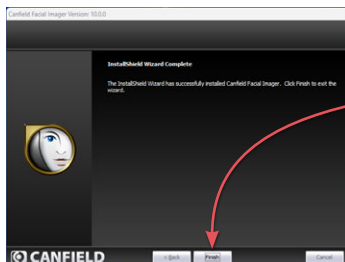 Canfield Facial Imager Version: 10.0.0
InstallShield Wizard Complete
The InstallShield Wizard has successfully installed Canfield Facial Imager. Click Finish to exit the
wizard.
CANFIELD
< Back
Finish
Cancel